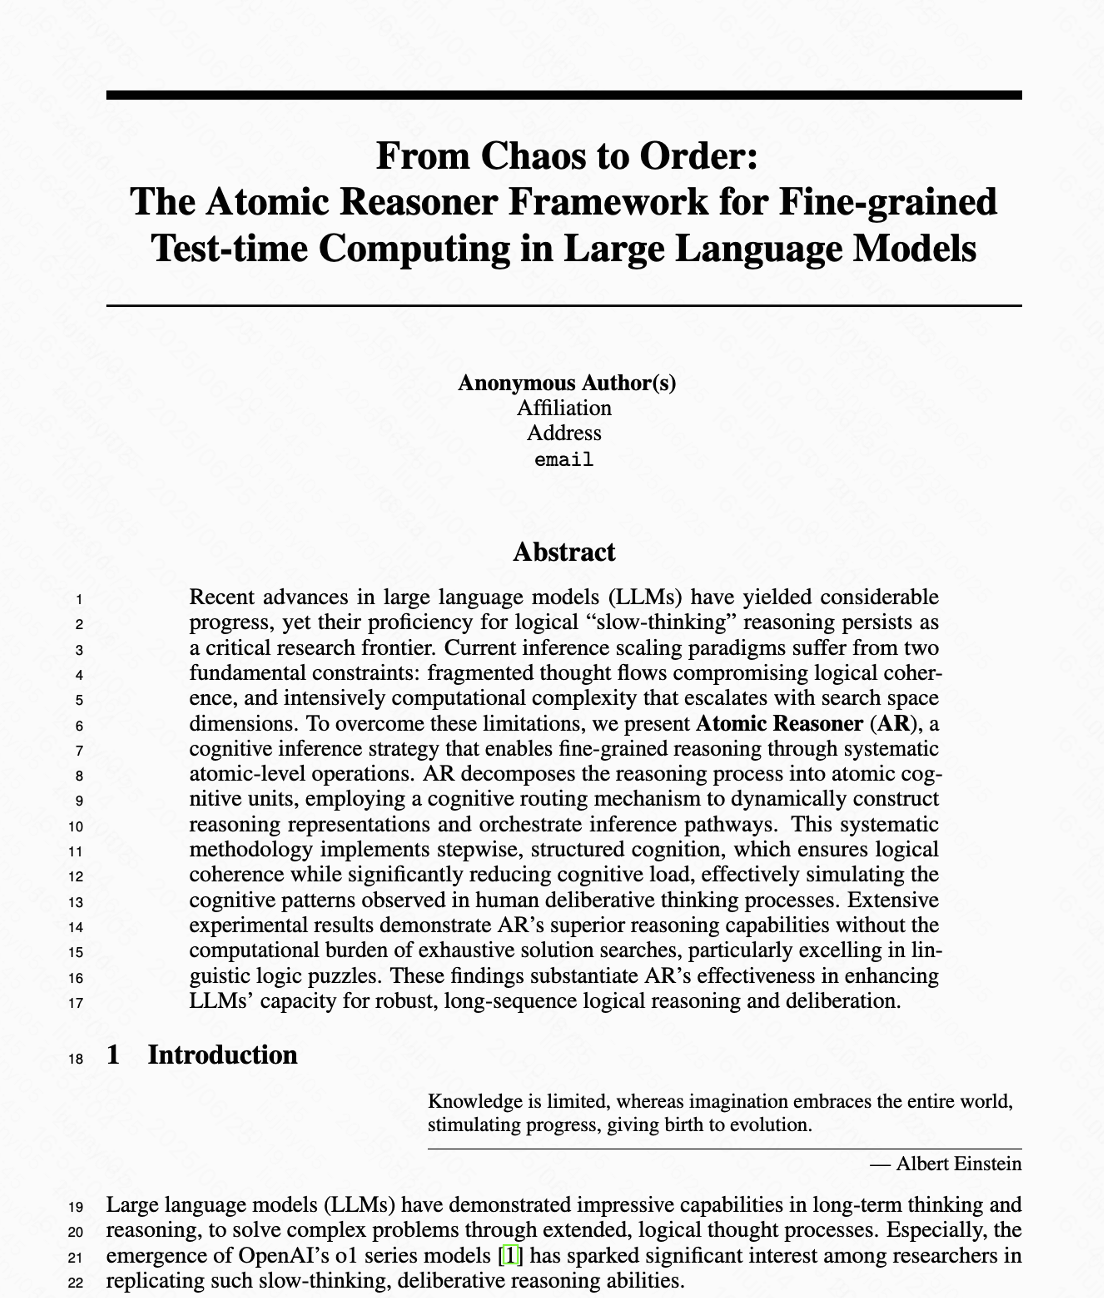 From Chaos to Order:
The Atomic Reasoner Framework for Fine-grained
Test-time Computing in Large Language Models
Anonymous Author(s)
Affiliation
Address
email
Abstract
1 Recent advances in large language models (LLMs) have yielded considerable
2 progress, yet their proficiency for logical “slow-thinking” reasoning persists as
3 a critical research frontier. Current inference scaling paradigms suffer from two
4 fundamental constraints: fragmented thought flows compromising logical coher-
5 ence, and intensively computational complexity that escalates with search space
6 dimensions. To overcome these limitations, we present Atomic Reasoner (AR), a
7 cognitive inference strategy that enables fine-grained reasoning through systematic
8 atomic-level operations. AR decomposes the reasoning process into atomic cog-
9 nitive units, employing a cognitive routing mechanism to dynamically construct
10 reasoning representations and orchestrate inference pathways. This systematic
11 methodology implements stepwise, structured cognition, which ensures logical
12 coherence while significantly reducing cognitive load, effectively simulating the
13 cognitive patterns observed in human deliberative thinking processes. Extensive
14 experimental results demonstrate AR’s superior reasoning capabilities without the
15 computational burden of exhaustive solution searches, particularly excelling in lin-
16 guistic logic puzzles. These findings substantiate AR’s effectiveness in enhancing
17 LLMs’ capacity for robust, long-sequence logical reasoning and deliberation.
18 1 Introduction
Knowledge is limited, whereas imagination embraces the entire world,
stimulating progress, giving birth to evolution.
— Albert Einstein
19 Large language models (LLMs) have demonstrated impressive capabilities in long-term thinking and
20 reasoning, to solve complex problems through extended, logical thought processes. Especially, the
21 emergence of OpenAI’s o1 series models [1] has sparked significant interest among researchers in
22 replicating such slow-thinking, deliberative reasoning abilities.